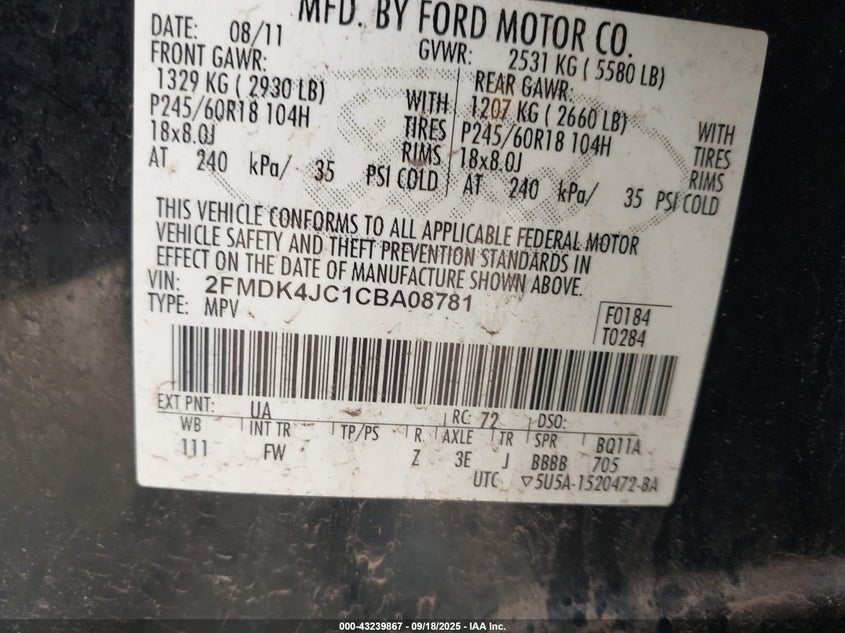 MFD. BY FORD MOTOR CO.
DATE: 08/11 GVWR: 2531 KG ( 5580 LB)
FRONT GAWR: REAR GAWR:
1329 KG ( 2930 LB) WITH 1207 KG ( 2660 LB) WITH
P245/60R18 104H TIRES P245/60R18 104H TIRES
18x8.0J RIMS 18x8.0J RIMS
AT 240 kPa/ 35 PSI COLD AT 240 kPa/ 35 PSI COLD
THIS VEHICLE CONFORMS TO ALL APPLICABLE FEDERAL MOTOR
VEHICLE SAFETY AND THEFT PREVENTION STANDARDS IN
EFFECT ON THE DATE OF MANUFACTURE SHOWN ABOVE.
VIN: 2FMDK4JC1CBA08781
TYPE: MPV F0184
T0284
EXT PNT: UA RC: 72 DSO:
WB INT TR TP/PS R AXLE TR SPR BQ11A
111 FW Z 3E J BBBB 705
UTC ▽5U5A-1520472-BA
000-43239867 - 09/18/2025 - IAA Inc.